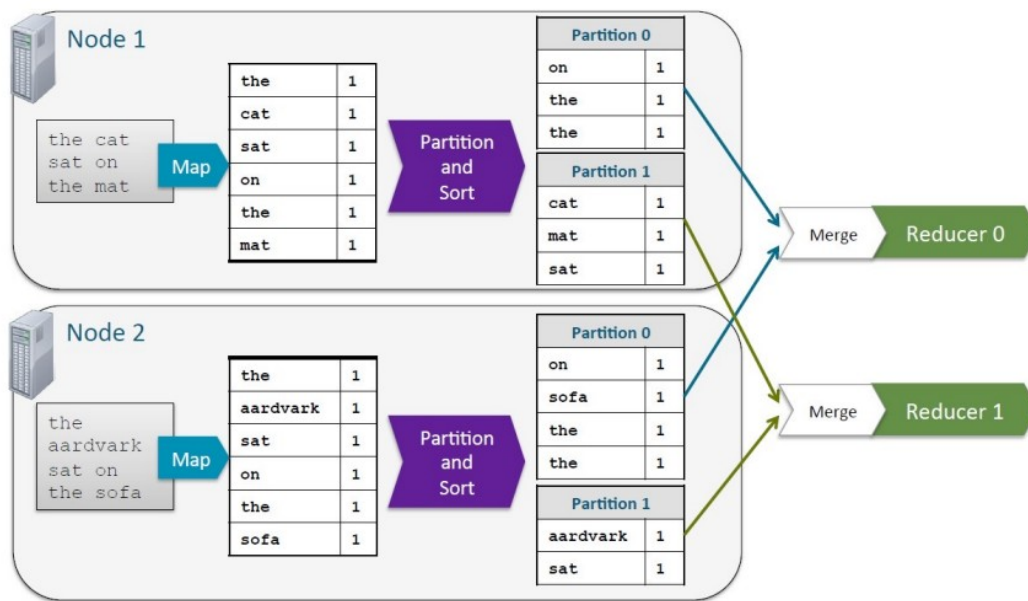 Node 1
the cat
sat on
the mat
Map
the 1
cat 1
sat 1
on 1
the 1
mat 1
Partition
and
Sort
Partition 0
on 1
the 1
the 1
Partition 1
cat 1
mat 1
sat 1
Merge
Reducer 0
Node 2
the
aardvark
sat on
the sofa
Map
the 1
aardvark 1
sat 1
on 1
the 1
sofa 1
Partition
and
Sort
Partition 0
on 1
sofa 1
the 1
the 1
Partition 1
aardvark 1
sat 1
Merge
Reducer 1